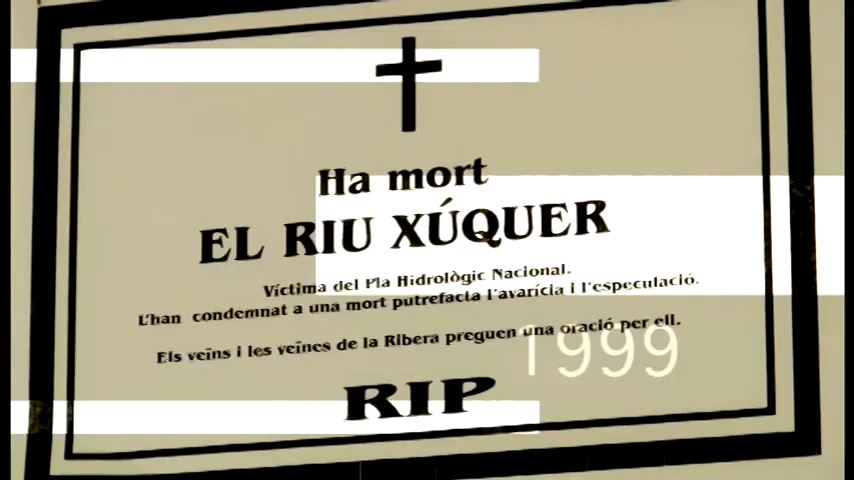 Ha mort
EL RIU XÚQUER
Víctima del Pla Hidrològic Nacional.
L'han condemnat a una mort putrefacta l'avarícia i l'especulació.
Els veïns i les veïnes de la Ribera preguen una oració per ell.
1999
RIP